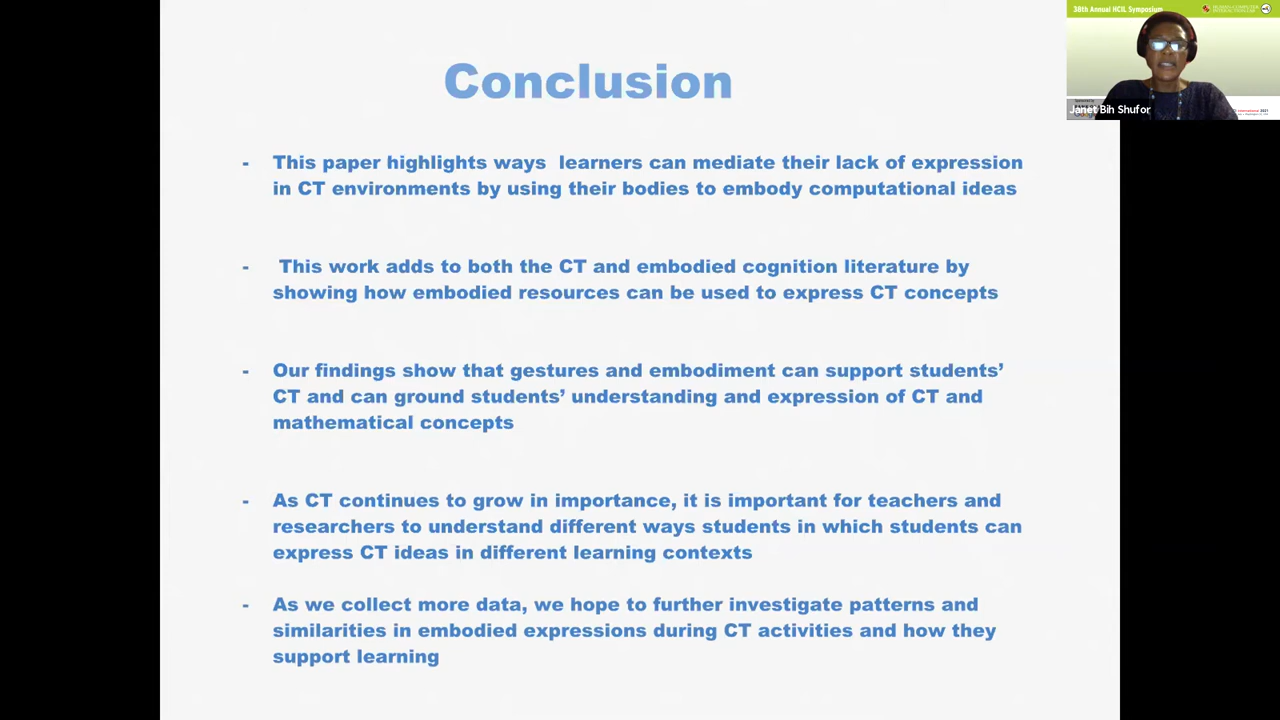 38th Annual HCIL Symposium
Janet Bih Shufor
Conclusion
- This paper highlights ways  learners can mediate their lack of expression
in CT environments by using their bodies to embody computational ideas
-  This work adds to both the CT and embodied cognition literature by
showing how embodied resources can be used to express CT concepts
- Our findings show that gestures and embodiment can support students’
CT and can ground students’ understanding and expression of CT and
mathematical concepts
- As CT continues to grow in importance, it is important for teachers and
researchers to understand different ways students in which students can
express CT ideas in different learning contexts
- As we collect more data, we hope to further investigate patterns and
similarities in embodied expressions during CT activities and how they
support learning